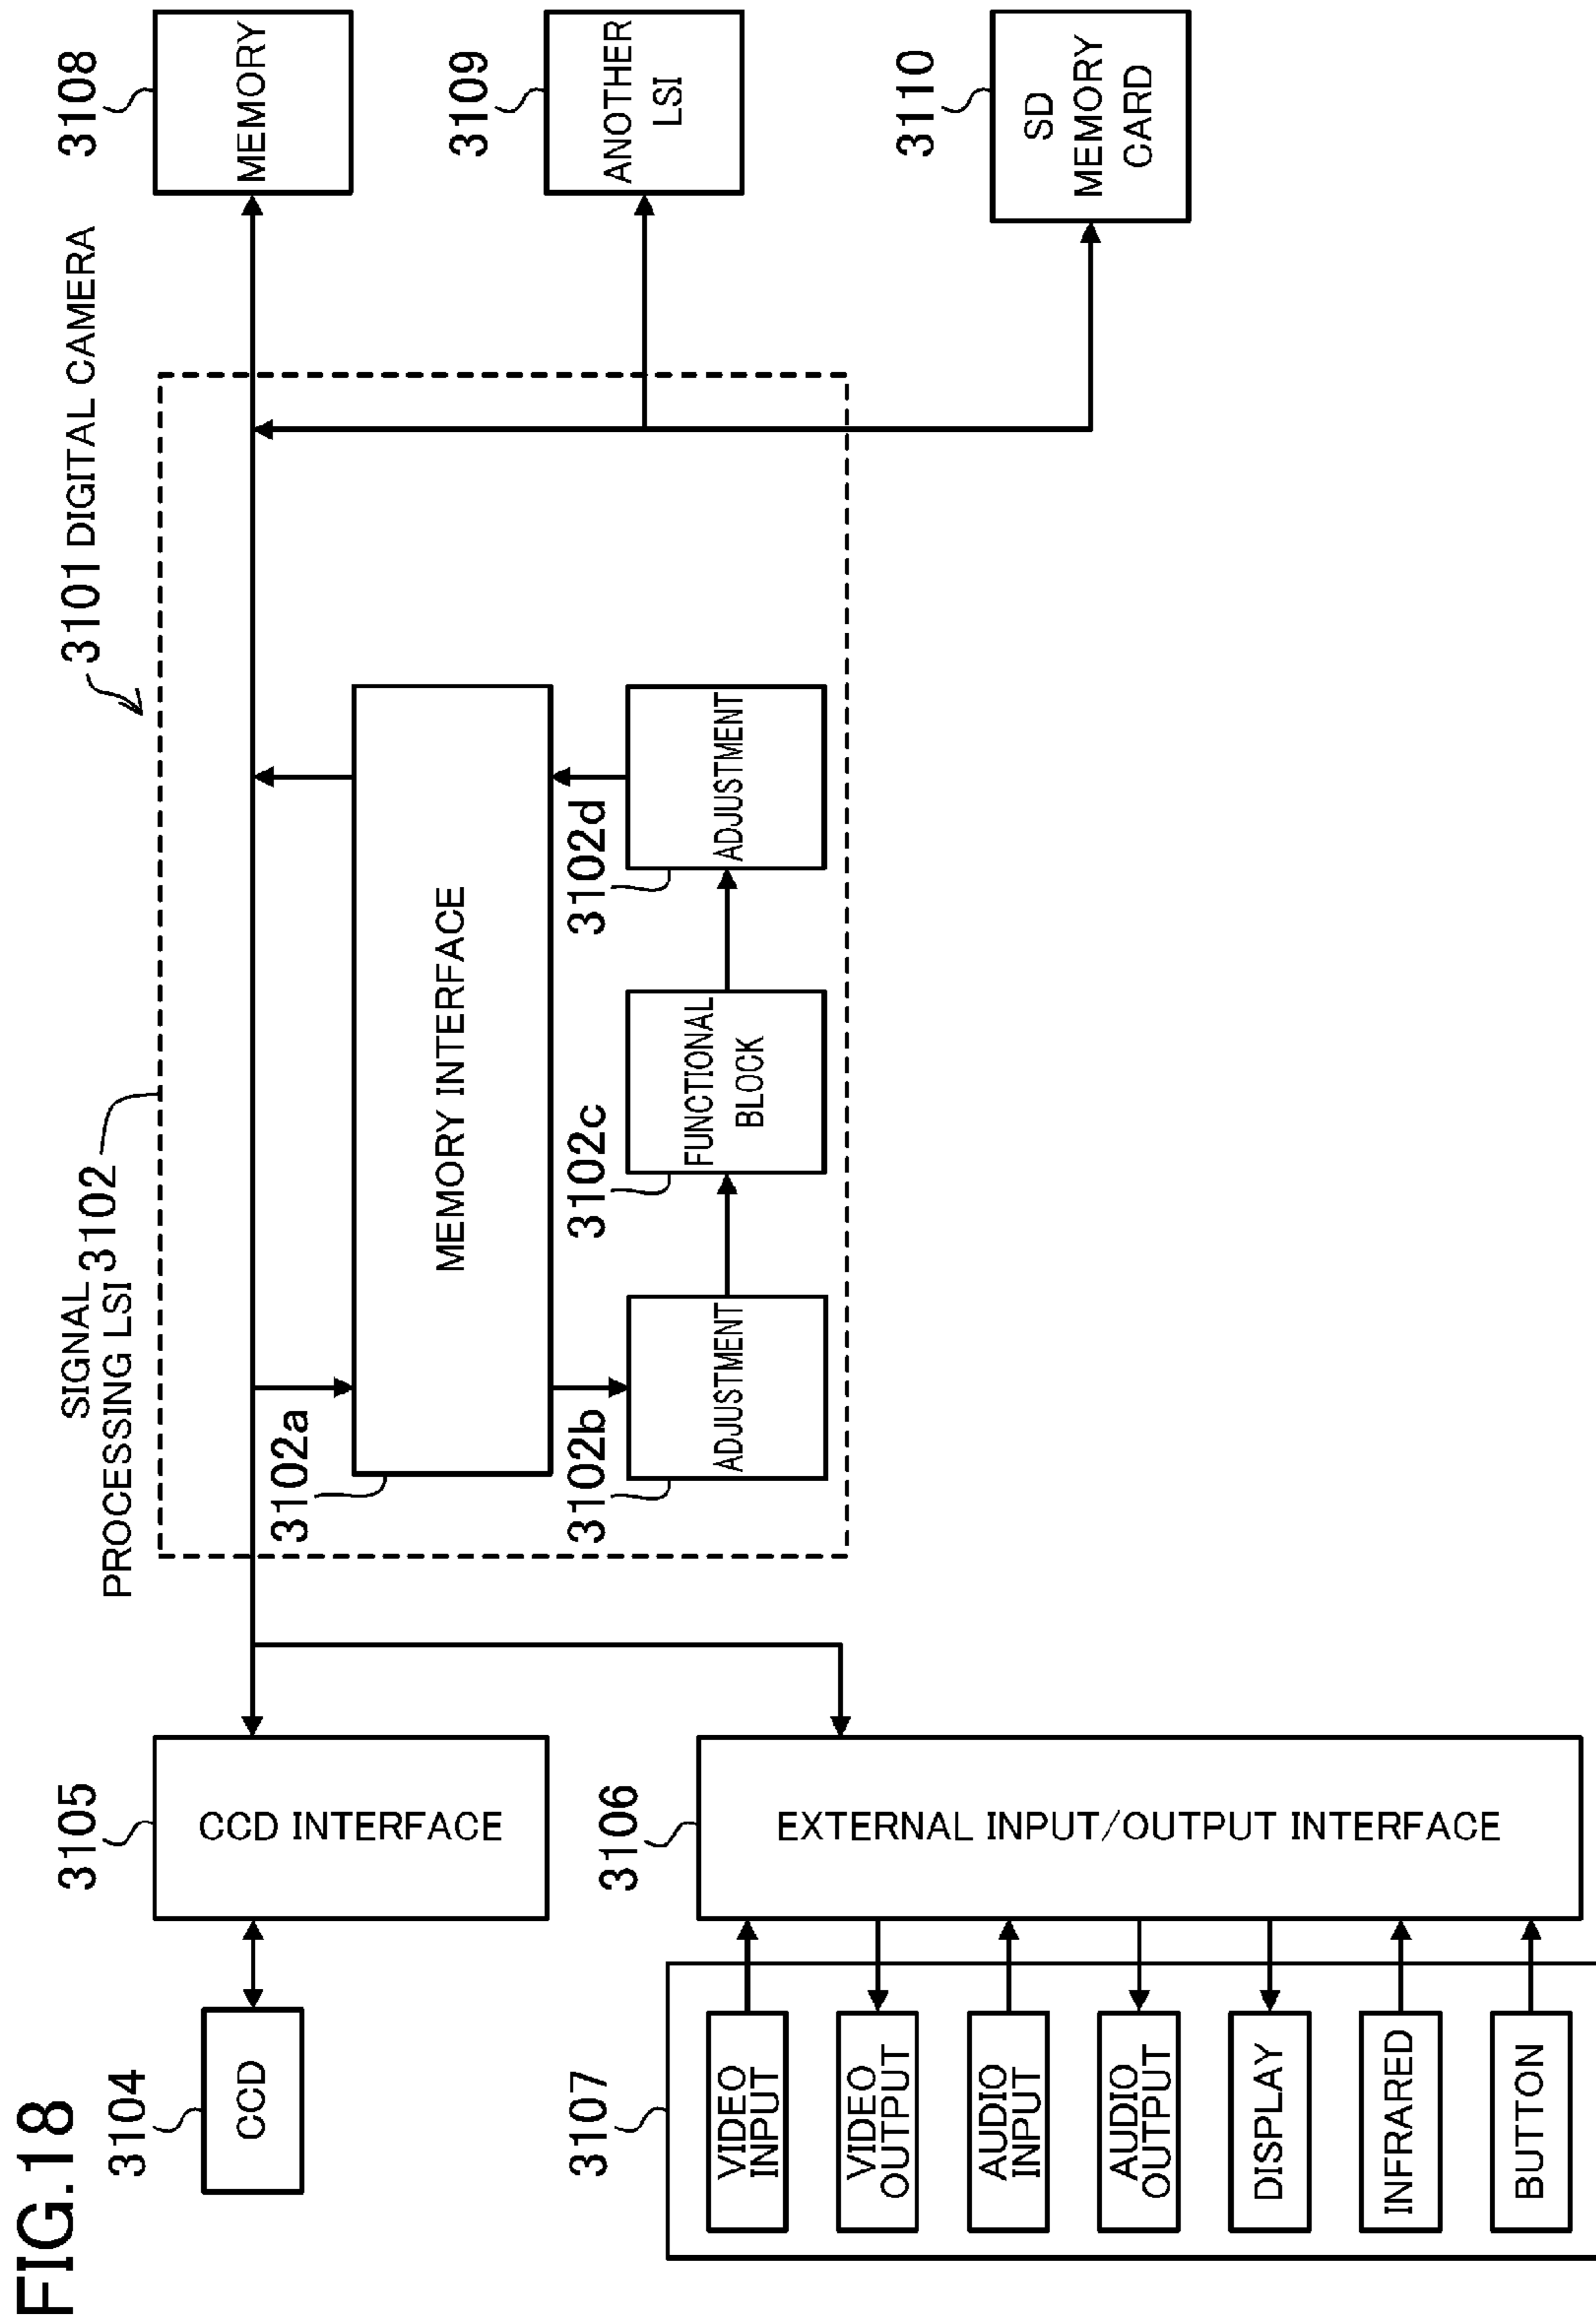 FIG.18
3101 DIGITAL CAMERA
SIGNAL
PROCESSING LSI
3102
3104
CCD
3105
CCD INTERFACE
3102a
MEMORY INTERFACE
3108
MEMORY
3102b
ADJUSTMENT
3102c
FUNCTIONAL
BLOCK
3102d
ADJUSTMENT
3109
ANOTHER
LSI
3107
VIDEO
INPUT
VIDEO
OUTPUT
AUDIO
INPUT
AUDIO
OUTPUT
DISPLAY
INFRARED
BUTTON
3106
EXTERNAL INPUT/OUTPUT INTERFACE
3110
SD
MEMORY
CARD